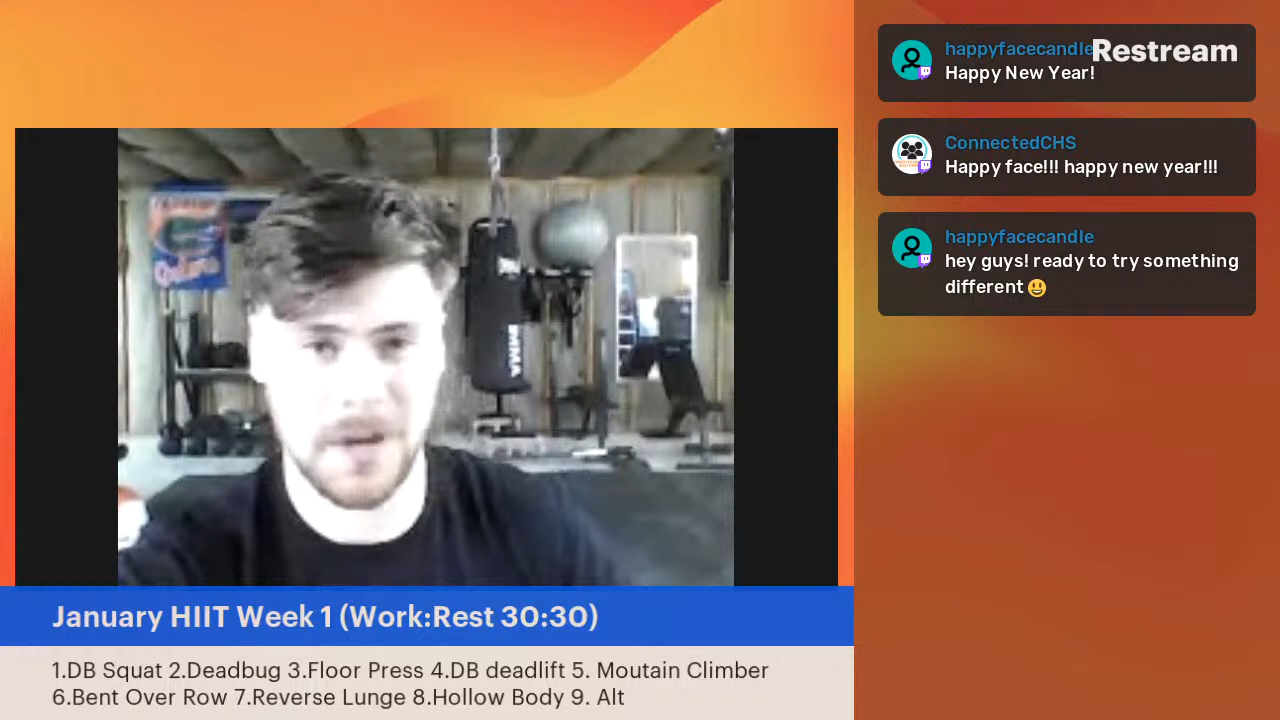 happyfacecandle
Restream
Happy New Year!
ConnectedCHS
Happy face!!! happy new year!!!
happyfacecandle
hey guys! ready to try something
different 😃
Gators
January HIIT Week 1 (Work:Rest 30:30)
1.DB Squat 2.Deadbug 3.Floor Press 4.DB deadlift 5. Moutain Climber
6.Bent Over Row 7.Reverse Lunge 8.Hollow Body 9. Alt